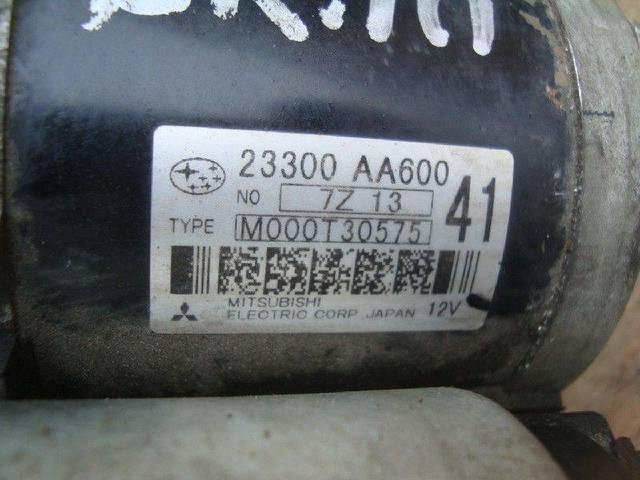 23300 AA600
NO 7Z 13 41
TYPE M000T30575
MITSUBISHI
ELECTRIC CORP. JAPAN 12V